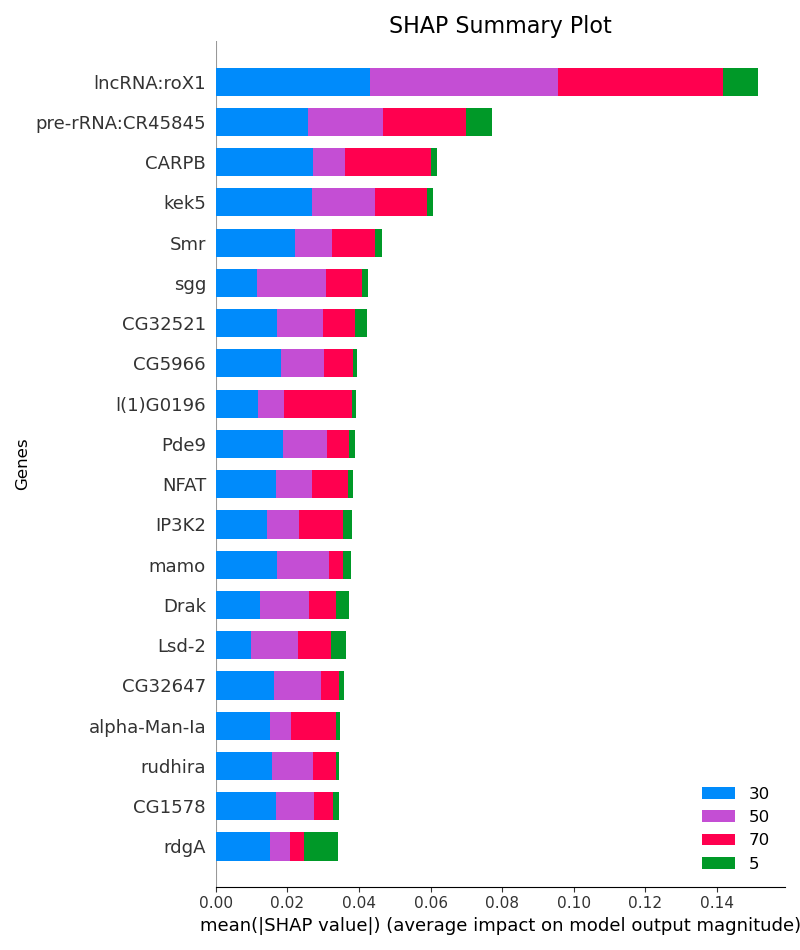 SHAP Summary Plot
lncRNA:roX1
pre-rRNA:CR45845
CARPB
kek5
Smr
sgg
CG32521
CG5966
l(1)G0196
Pde9
NFAT
IP3K2
mamo
Drak
Lsd-2
CG32647
alpha-Man-Ia
rudhira
CG1578
rdgA
Genes
30
50
70
5
0.00 0.02 0.04 0.06 0.08 0.10 0.12 0.14
mean(|SHAP value|) (average impact on model output magnitude)